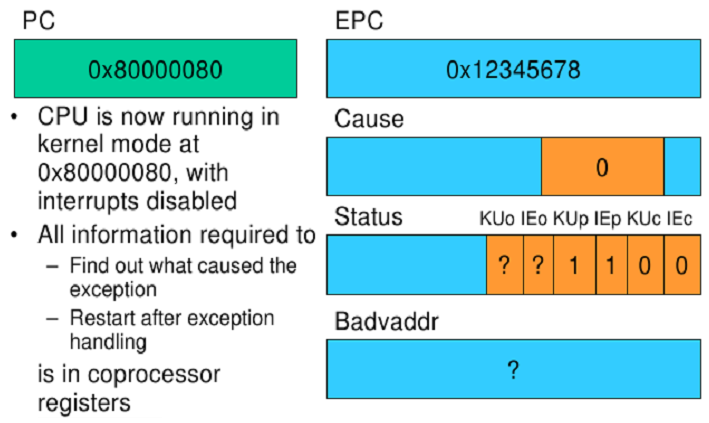 PC
0x80000080
• CPU is now running in
kernel mode at
0x80000080, with
interrupts disabled
• All information required to
– Find out what caused the
exception
– Restart after exception
handling
is in coprocessor
registers
EPC
0x12345678
Cause
0
Status
KUo IEo KUp IEp KUc IEc
? ? 1 1 0 0
Badvaddr
?